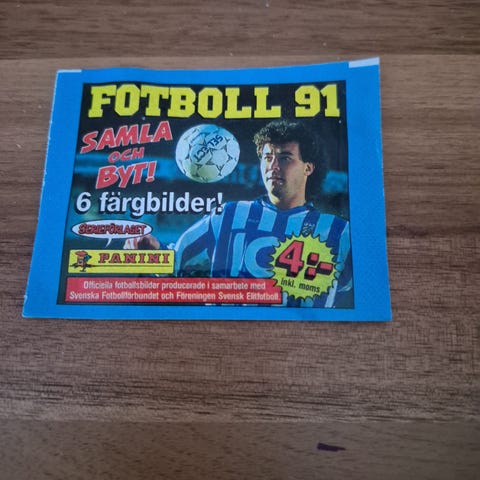 FOTBOLL 91
SAMLA
OCH
BYT!
SELECT
6 färgbilder!
SERIEFÖRLAGET
PANINI
4:-
inkl. moms
Officiella fotbollsbilder producerade i samarbete med
Svenska Fotbollförbundet och Föreningen Svensk Elitfotboll.